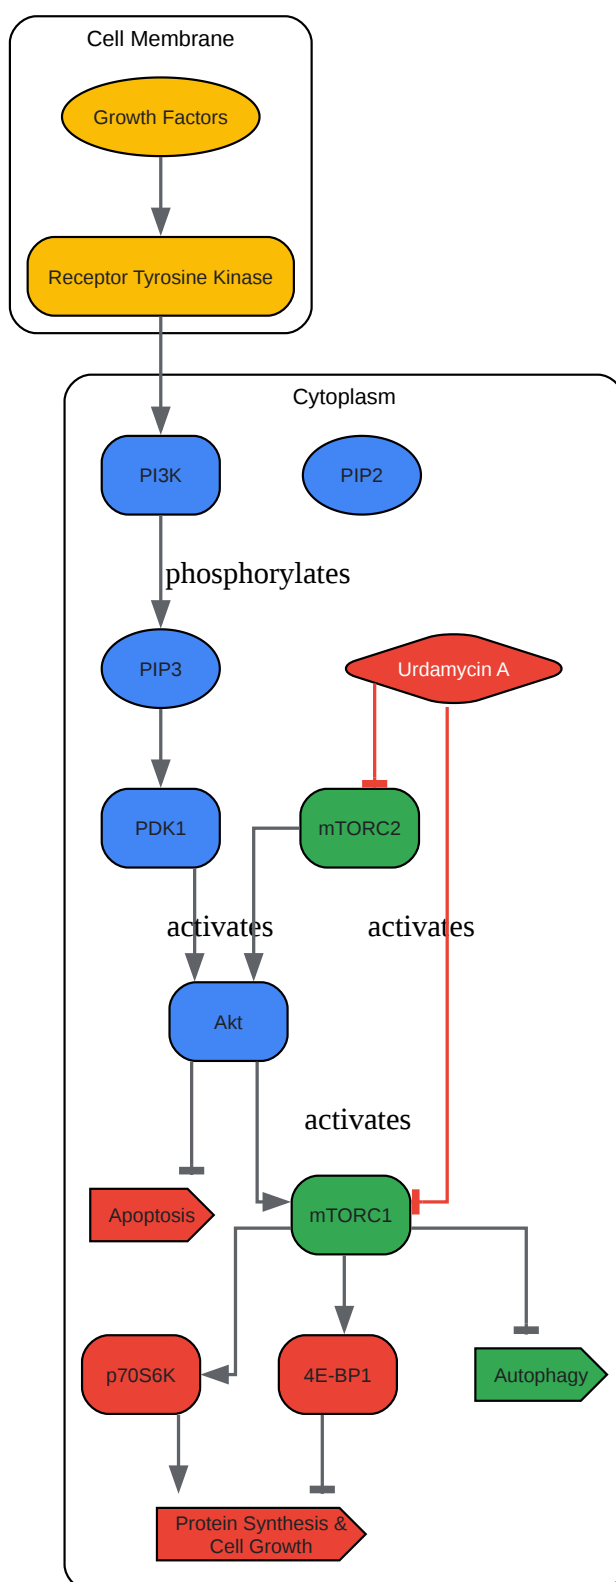 Cell Membrane
Growth Factors
Receptor Tyrosine Kinase
Cytoplasm
PI3K
PIP2
phosphorylates
PIP3
Urdamycin A
PDK1
mTORC2
activates
activates
Akt
activates
Apoptosis
mTORC1
p70S6K
4E-BP1
Autophagy
Protein Synthesis &
Cell Growth